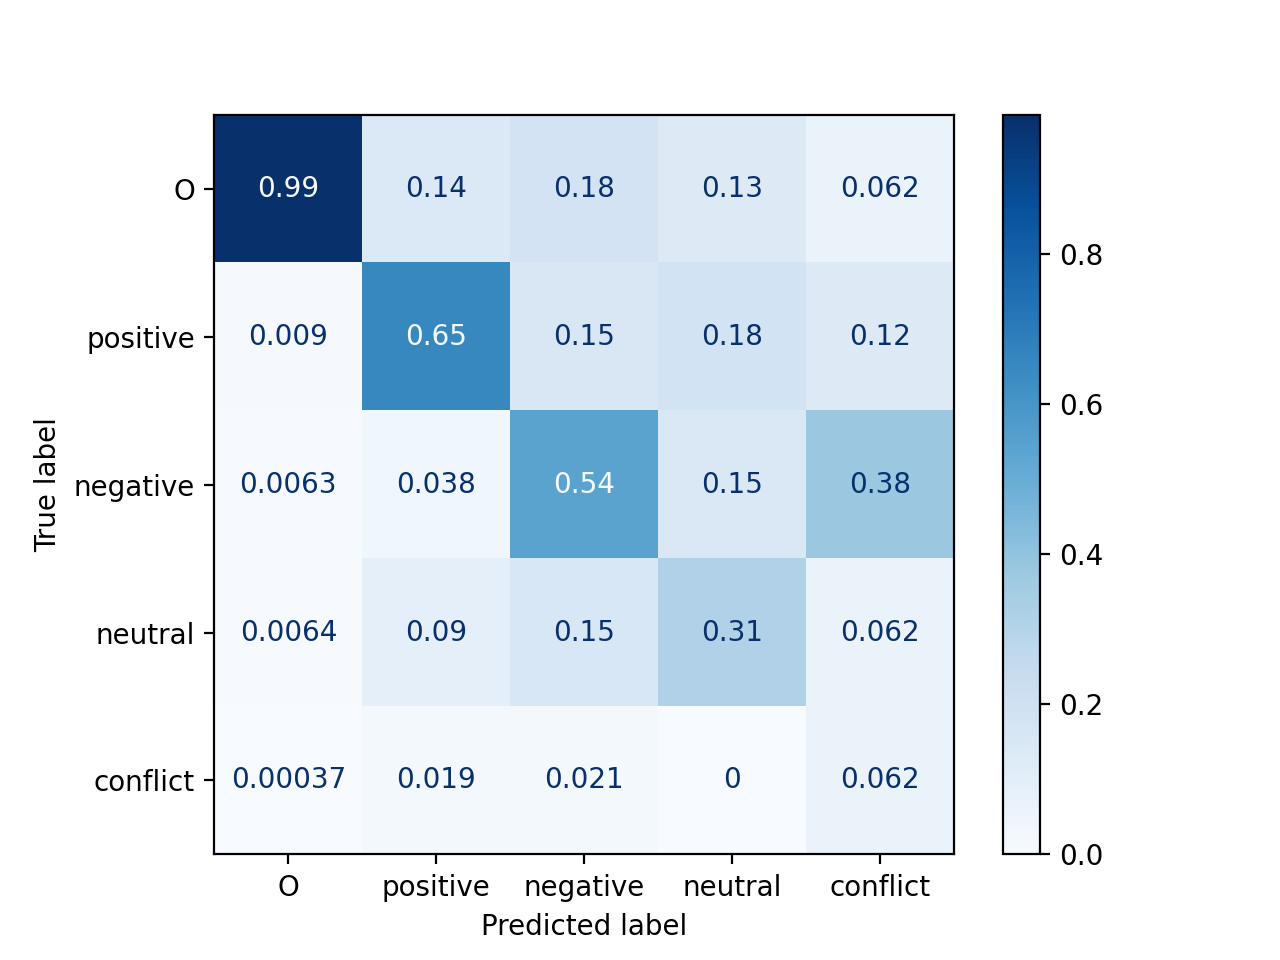 O 0.99 0.14 0.18 0.13 0.062
positive 0.009 0.65 0.15 0.18 0.12
negative 0.0063 0.038 0.54 0.15 0.38
neutral 0.0064 0.09 0.15 0.31 0.062
conflict 0.00037 0.019 0.021 0 0.062
O positive negative neutral conflict
Predicted label
True label
0.8
0.6
0.4
0.2
0.0